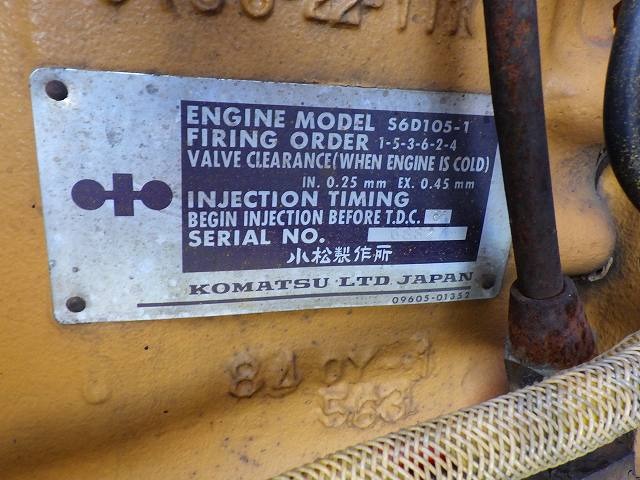 ENGINE MODEL S6D105-1
FIRING ORDER 1-5-3-6-2-4
VALVE CLEARANCE(WHEN ENGINE IS COLD)
IN. 0.25 mm EX. 0.45 mm
INJECTION TIMING
BEGIN INJECTION BEFORE T.D.C.
SERIAL NO.
小松製作所
KOMATSU LTD. JAPAN
09605-01352
563